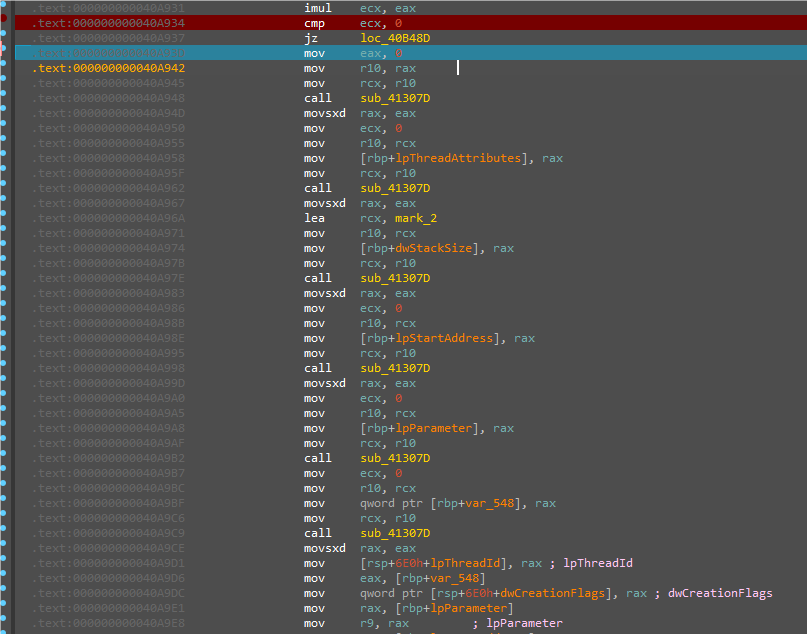 .text:000000000040A931 imul ecx, eax
.text:000000000040A934 cmp ecx, 0
.text:000000000040A937 jz loc_40B48D
.text:000000000040A93D mov eax, 0
.text:000000000040A942 mov r10, rax
.text:000000000040A945 mov rcx, r10
.text:000000000040A948 call sub_41307D
.text:000000000040A94D movsxd rax, eax
.text:000000000040A950 mov ecx, 0
.text:000000000040A955 mov r10, rcx
.text:000000000040A958 mov [rbp+lpThreadAttributes], rax
.text:000000000040A95F mov rcx, r10
.text:000000000040A962 call sub_41307D
.text:000000000040A967 movsxd rax, eax
.text:000000000040A96A lea rcx, mark_2
.text:000000000040A971 mov r10, rcx
.text:000000000040A974 mov [rbp+dwStackSize], rax
.text:000000000040A97B mov rcx, r10
.text:000000000040A97E call sub_41307D
.text:000000000040A983 movsxd rax, eax
.text:000000000040A986 mov ecx, 0
.text:000000000040A98B mov r10, rcx
.text:000000000040A98E mov [rbp+lpStartAddress], rax
.text:000000000040A995 mov rcx, r10
.text:000000000040A998 call sub_41307D
.text:000000000040A99D movsxd rax, eax
.text:000000000040A9A0 mov ecx, 0
.text:000000000040A9A5 mov r10, rcx
.text:000000000040A9A8 mov [rbp+lpParameter], rax
.text:000000000040A9AF mov rcx, r10
.text:000000000040A9B2 call sub_41307D
.text:000000000040A9B7 mov ecx, 0
.text:000000000040A9BC mov r10, rcx
.text:000000000040A9BF mov qword ptr [rbp+var_548], rax
.text:000000000040A9C6 mov rcx, r10
.text:000000000040A9C9 call sub_41307D
.text:000000000040A9CE movsxd rax, eax
.text:000000000040A9D1 mov [rsp+6E0h+lpThreadId], rax ; lpThreadId
.text:000000000040A9D6 mov eax, [rbp+var_548]
.text:000000000040A9DC mov qword ptr [rsp+6E0h+dwCreationFlags], rax ; dwCreationFlags
.text:000000000040A9E1 mov rax, [rbp+lpParameter]
.text:000000000040A9E8 mov r9, rax ; lpParameter